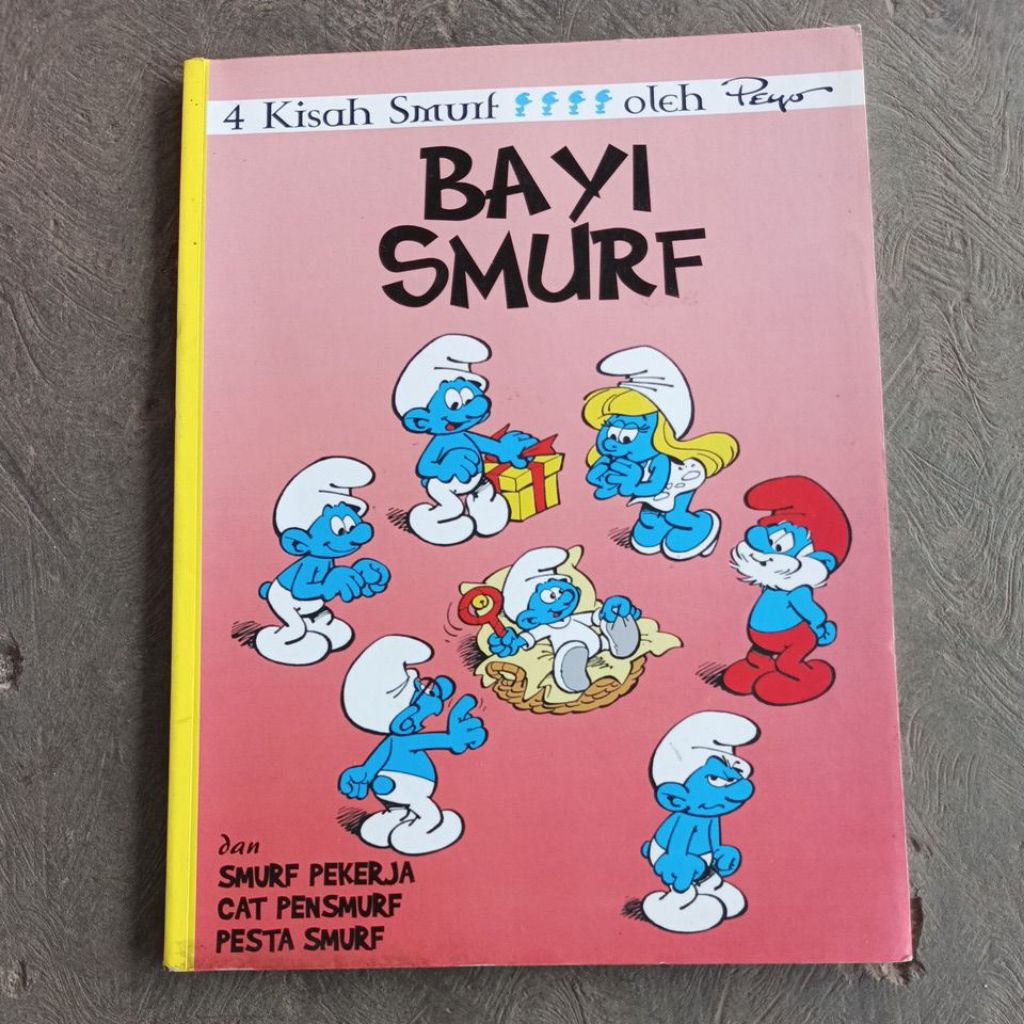 4 Kisah Smurf oleh Peyo
BAYI
SMURF
dan
SMURF PEKERJA
CAT PENSMURF
PESTA SMURF